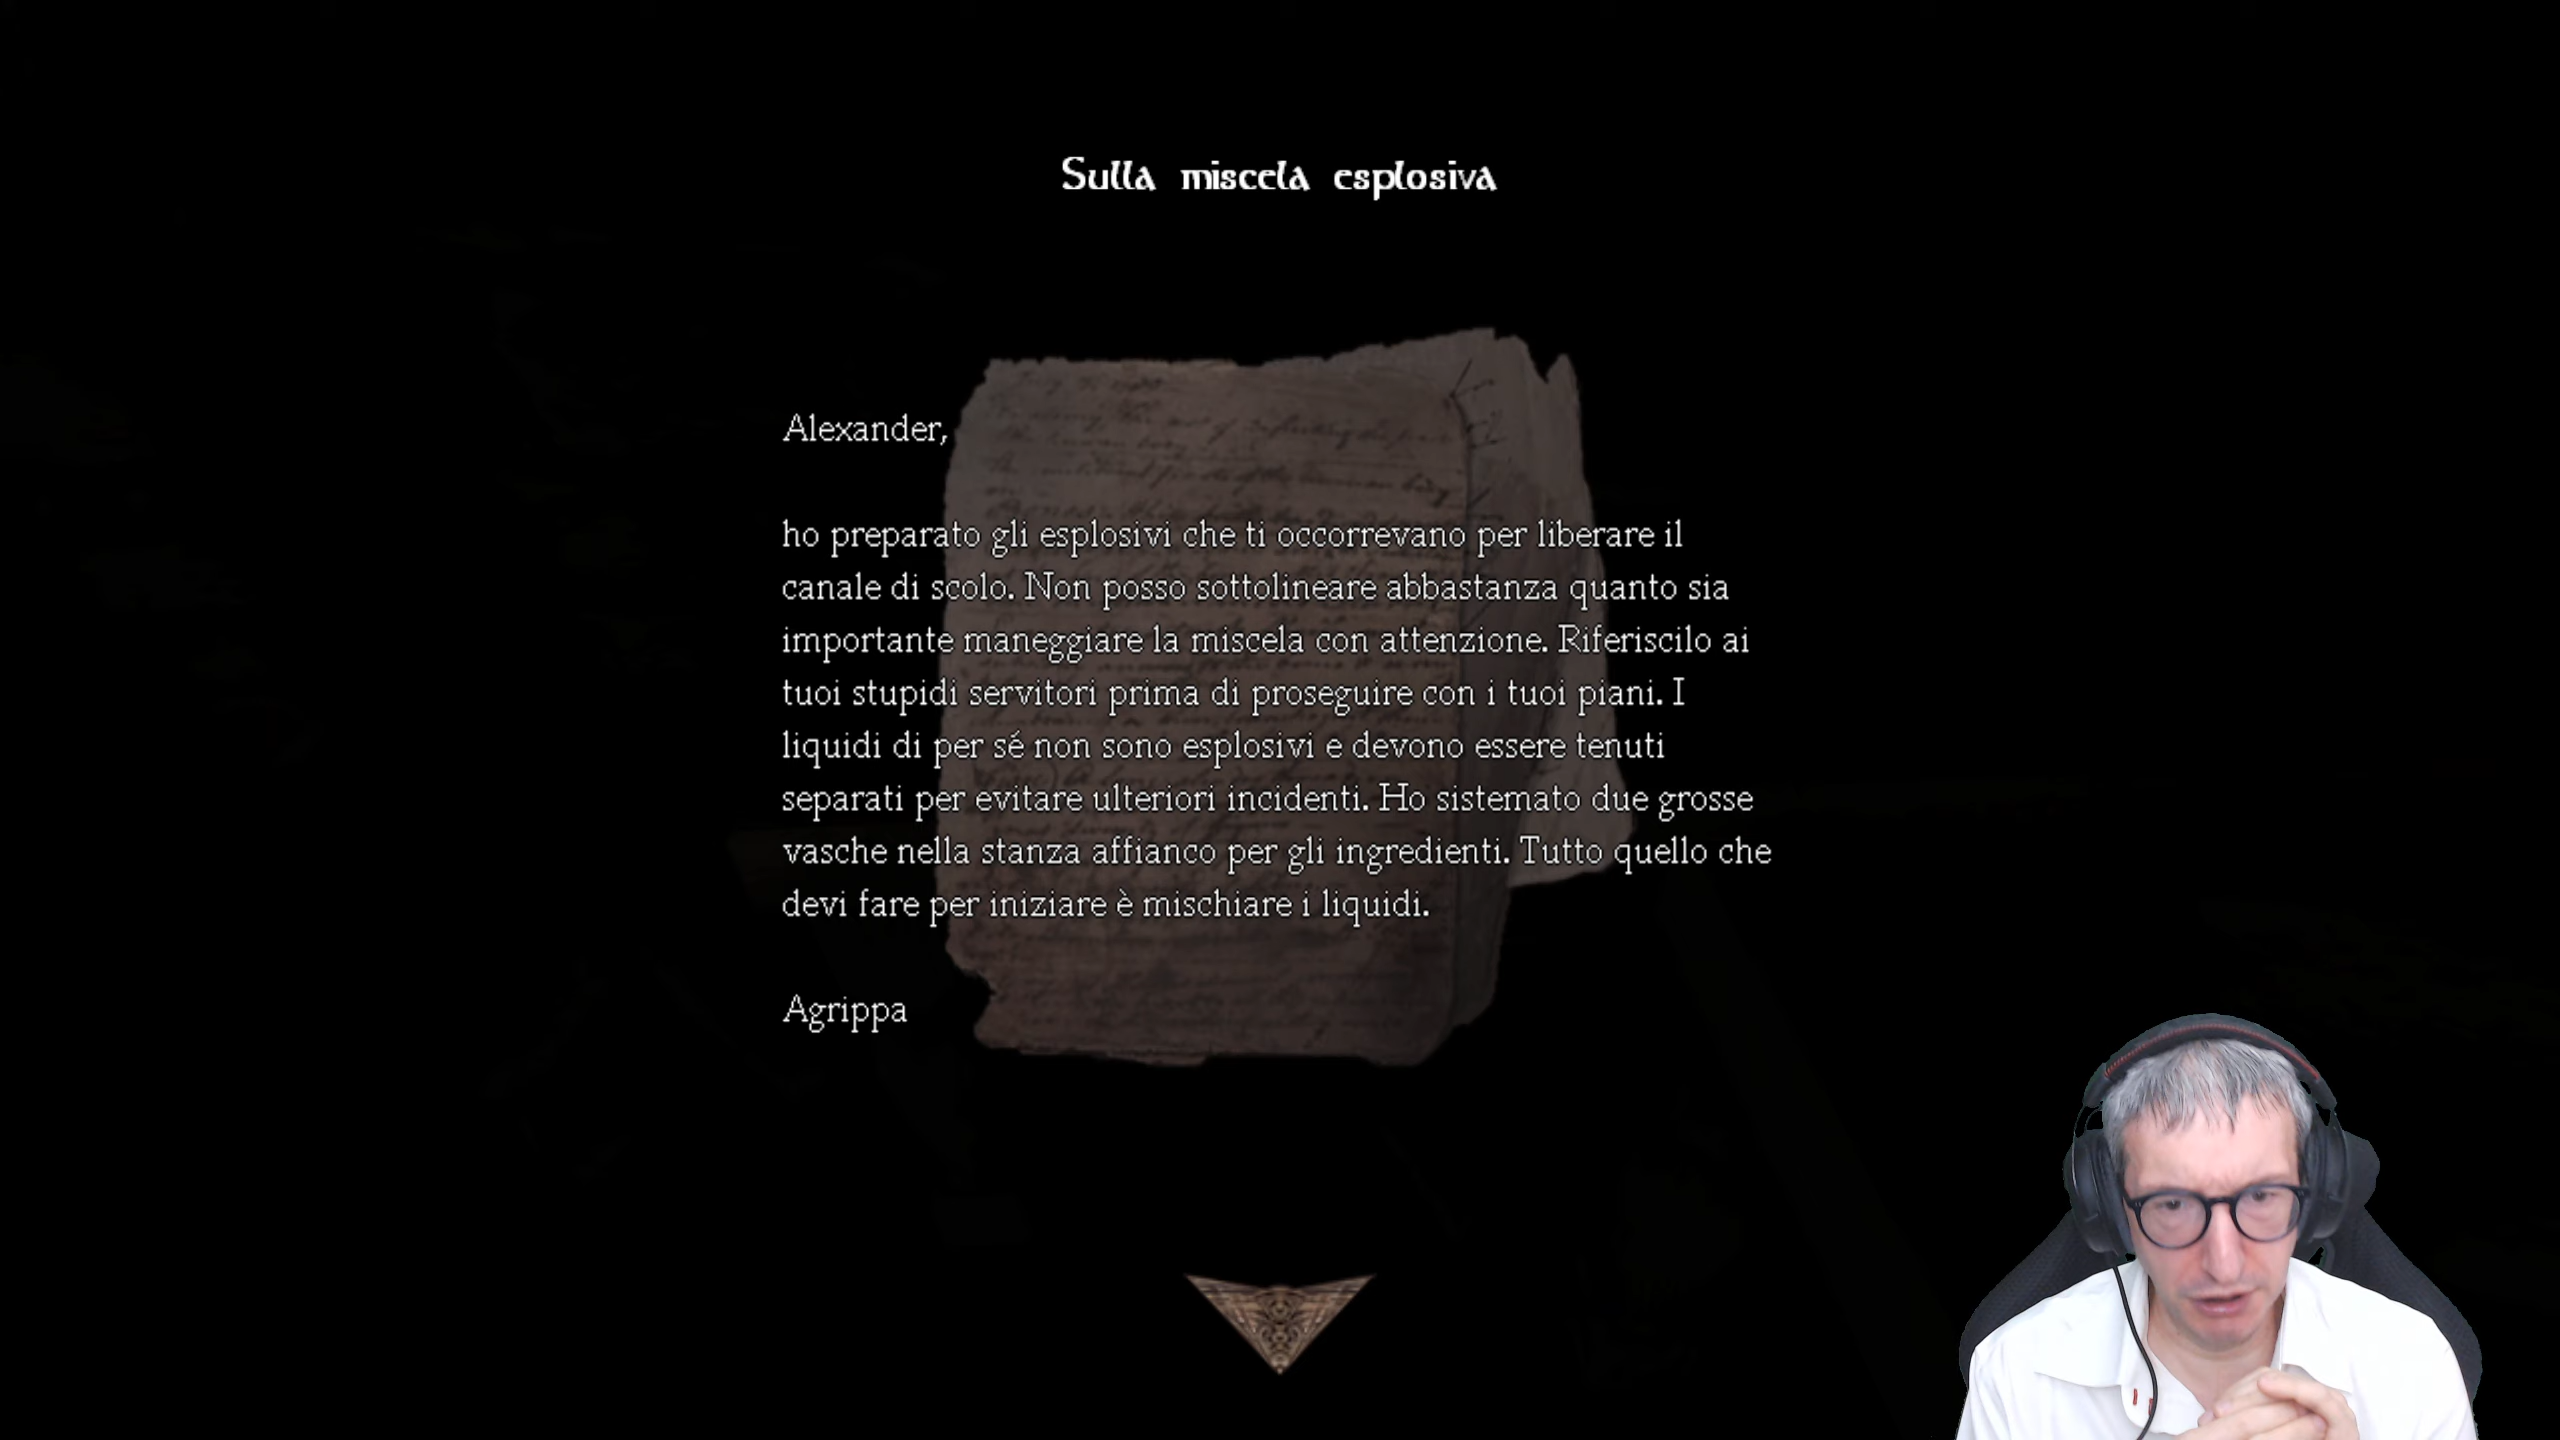 Sulla miscela esplosiva
Alexander,
ho preparato gli esplosivi che ti occorrevano per liberare il
canale di scolo. Non posso sottolineare abbastanza quanto sia
importante maneggiare la miscela con attenzione. Riferiscilo ai
tuoi stupidi servitori prima di proseguire con i tuoi piani. I
liquidi di per sé non sono esplosivi e devono essere tenuti
separati per evitare ulteriori incidenti. Ho sistemato due grosse
vasche nella stanza affianco per gli ingredienti. Tutto quello che
devi fare per iniziare è mischiare i liquidi.
Agrippa